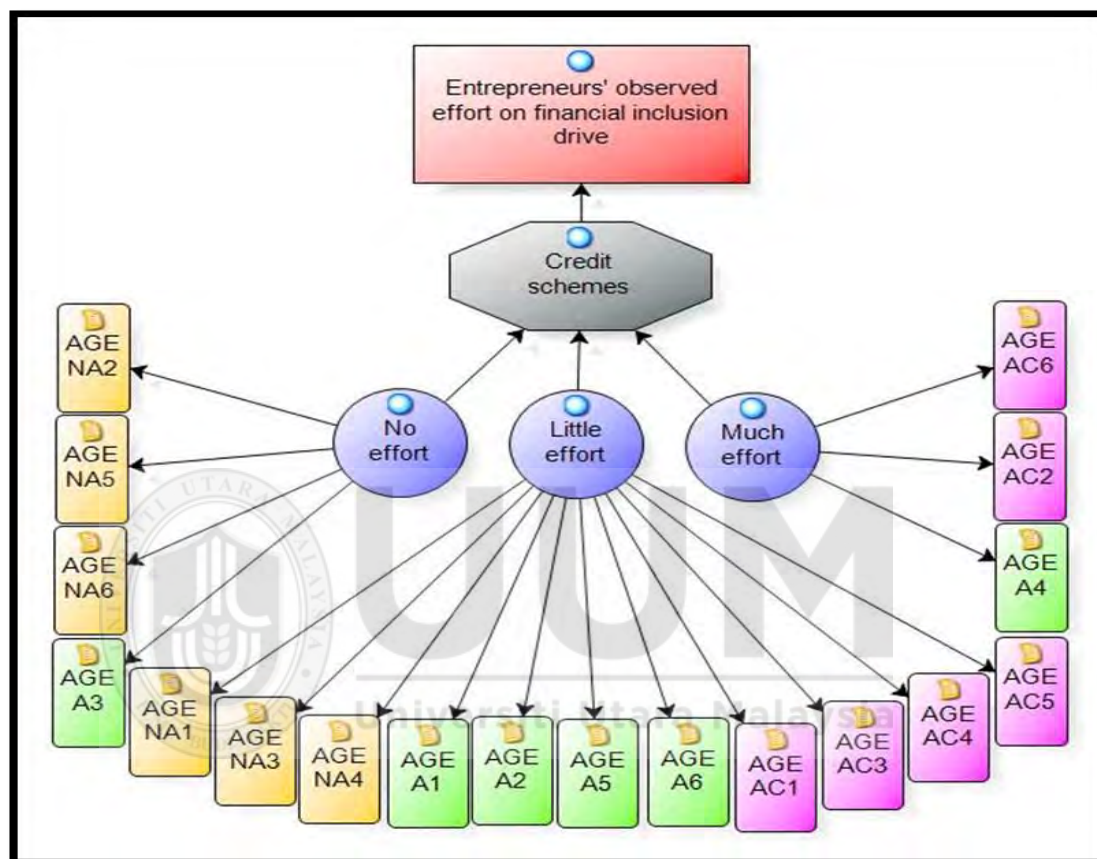 Entrepreneurs' observed
effort on financial inclusion
drive
Credit
schemes
No
effort
Little
effort
Much
effort
AGE
NA2
AGE
NA5
AGE
NA6
AGE
A3
AGE
NA1
AGE
NA3
AGE
NA4
AGE
A1
AGE
A2
AGE
A5
AGE
A6
AGE
AC1
AGE
AC3
AGE
AC4
AGE
AC5
AGE
A4
AGE
AC2
AGE
AC6
UUM
Universiti Utara Malaysia
UTARA MALAYSIA